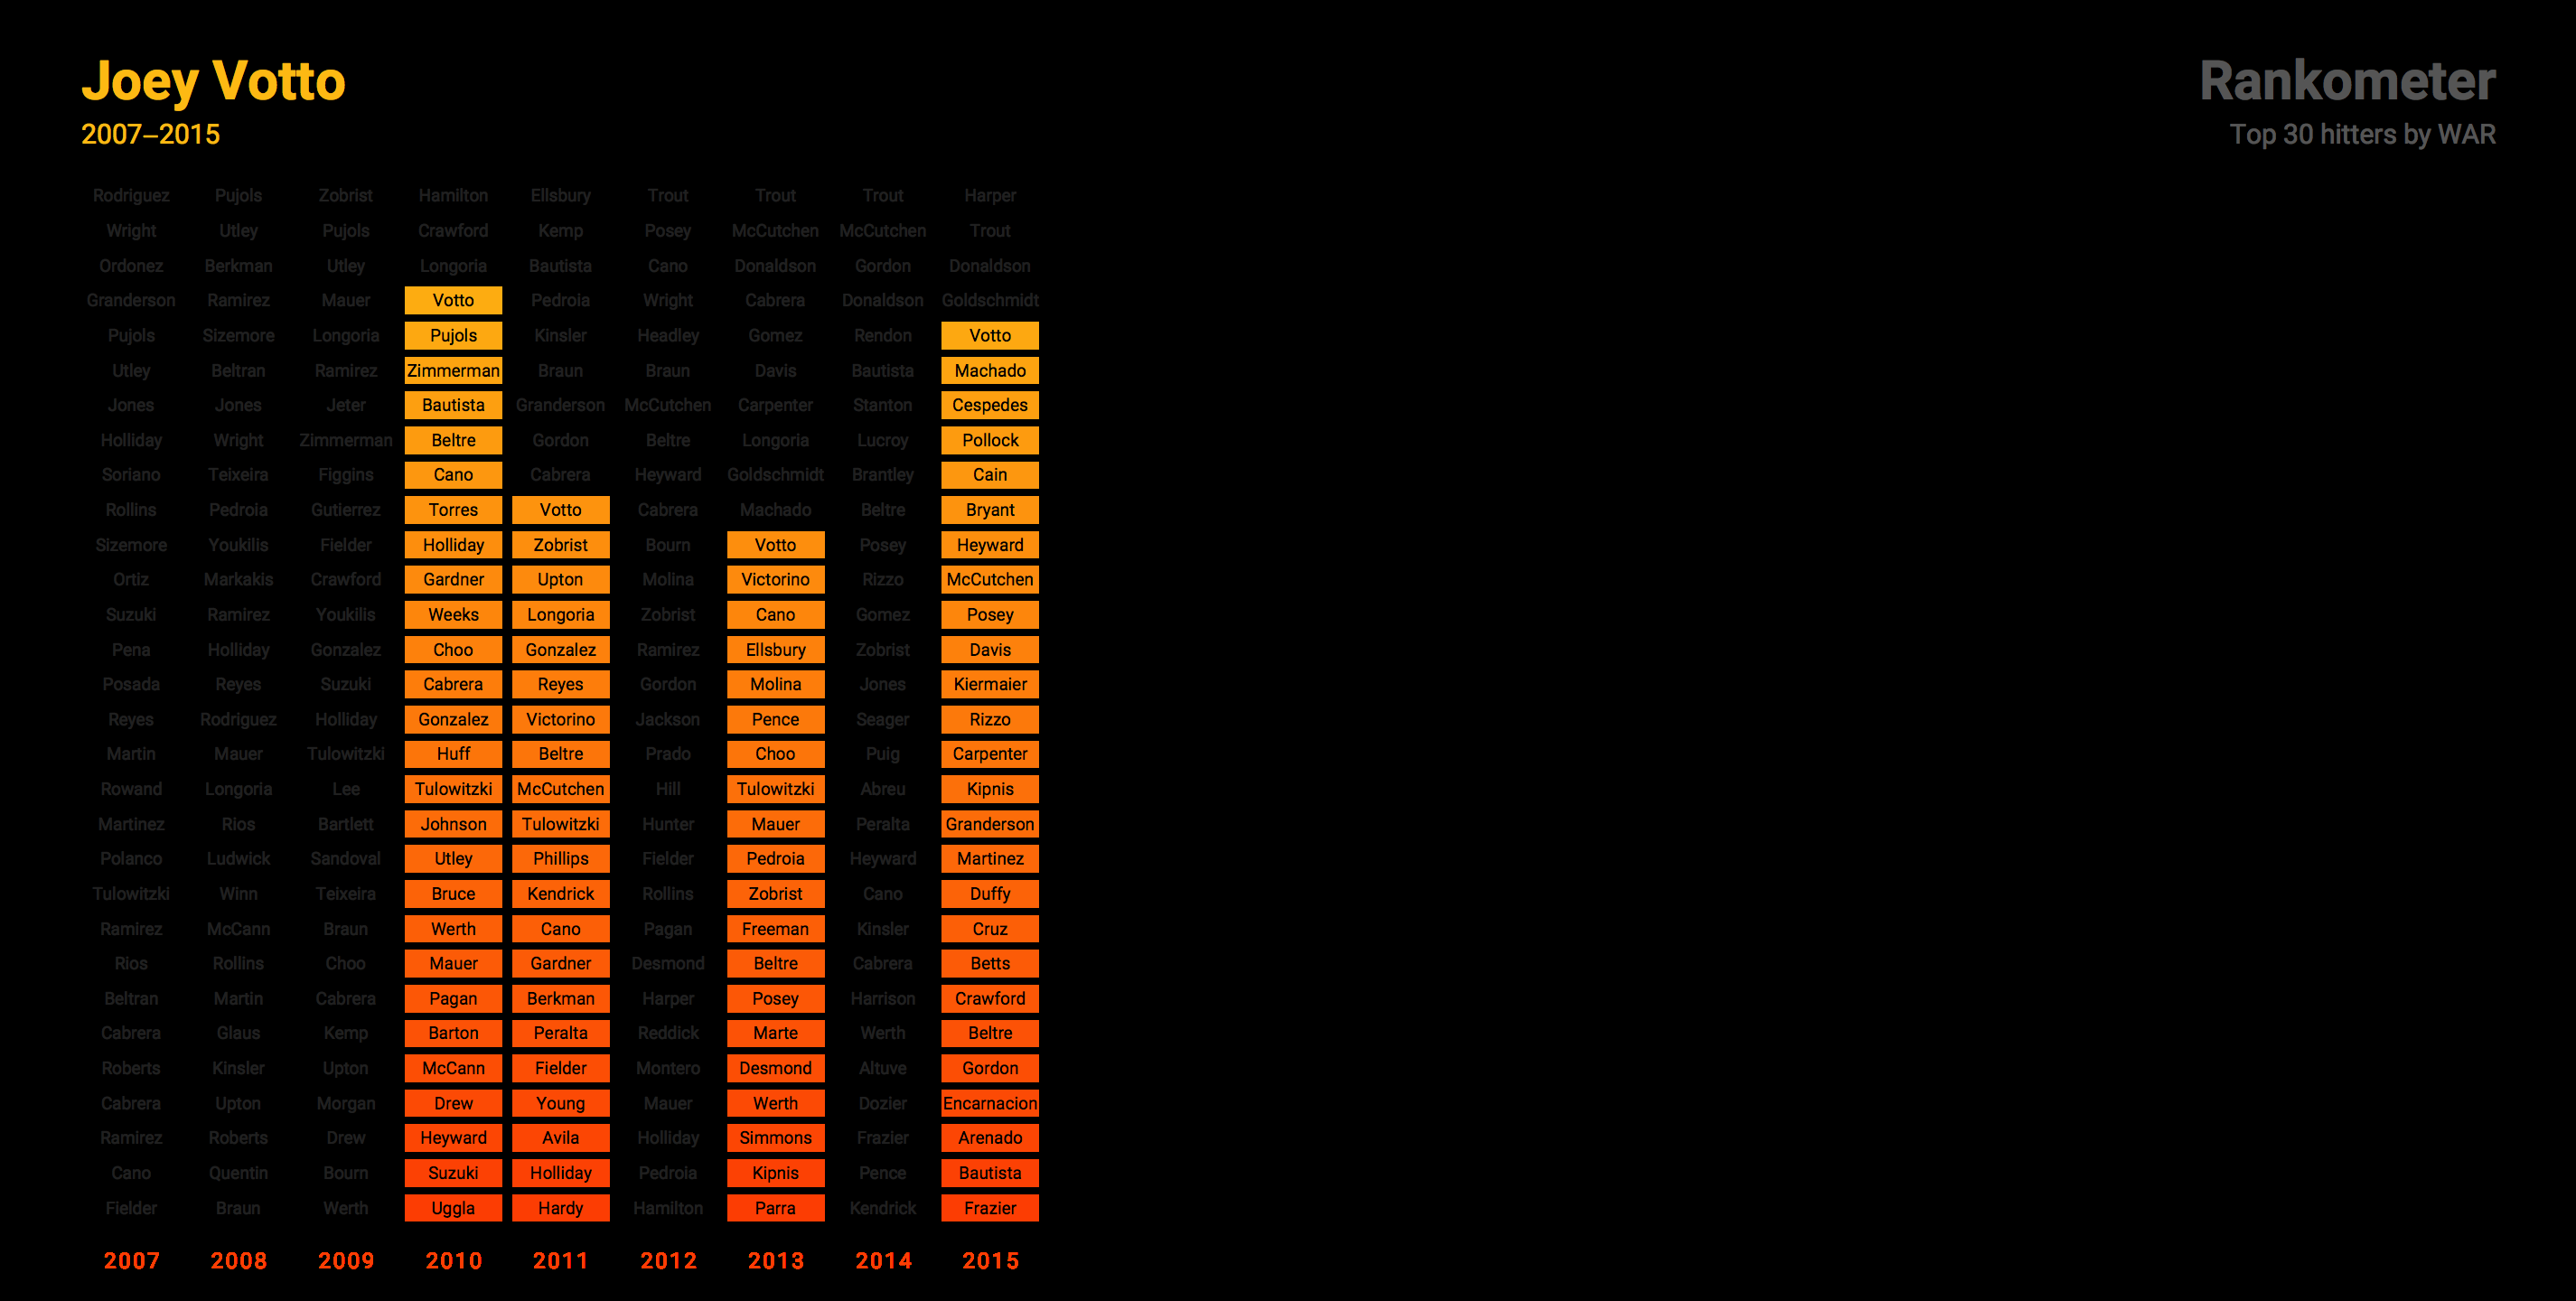 Joey Votto
2007–2015
Rankometer
Top 30 hitters by WAR
Rodriguez Pujols Zobrist Hamilton Ellsbury Trout Trout Trout Harper
Wright Utley Pujols Crawford Kemp Posey McCutchen McCutchen Trout
Ordonez Berkman Utley Longoria Bautista Cano Donaldson Gordon Donaldson
Granderson Ramirez Mauer Votto Pedroia Wright Cabrera Donaldson Goldschmidt
Pujols Sizemore Longoria Pujols Kinsler Headley Gomez Rendon Votto
Utley Beltran Ramirez Zimmerman Braun Braun Davis Bautista Machado
Jones Jones Jeter Bautista Granderson McCutchen Carpenter Stanton Cespedes
Holliday Wright Zimmerman Beltre Gordon Beltre Longoria Lucroy Pollock
Soriano Teixeira Figgins Cano Cabrera Heyward Goldschmidt Brantley Cain
Rollins Pedroia Gutierrez Torres Votto Cabrera Machado Beltre Bryant
Sizemore Youkilis Fielder Holliday Zobrist Bourn Votto Posey Heyward
Ortiz Markakis Crawford Gardner Upton Molina Victorino Rizzo McCutchen
Suzuki Ramirez Youkilis Weeks Longoria Zobrist Cano Gomez Posey
Pena Holliday Gonzalez Choo Gonzalez Ramirez Ellsbury Zobrist Davis
Posada Reyes Suzuki Cabrera Reyes Gordon Molina Jones Kiermaier
Reyes Rodriguez Holliday Gonzalez Victorino Jackson Pence Seager Rizzo
Martin Mauer Tulowitzki Huff Beltre Prado Choo Puig Carpenter
Rowand Longoria Lee Tulowitzki McCutchen Hill Tulowitzki Abreu Kipnis
Martinez Rios Bartlett Johnson Tulowitzki Hunter Mauer Peralta Granderson
Polanco Ludwick Sandoval Utley Phillips Fielder Pedroia Heyward Martinez
Tulowitzki Winn Teixeira Bruce Kendrick Rollins Zobrist Cano Duffy
Ramirez McCann Braun Werth Cano Pagan Freeman Kinsler Cruz
Rios Rollins Choo Mauer Gardner Desmond Beltre Cabrera Betts
Beltran Martin Cabrera Pagan Berkman Harper Posey Harrison Crawford
Cabrera Glaus Kemp Barton Peralta Reddick Marte Werth Beltre
Roberts Kinsler Upton McCann Fielder Montero Desmond Altuve Gordon
Cabrera Upton Morgan Drew Young Mauer Werth Dozier Encarnacion
Ramirez Roberts Drew Heyward Avila Holliday Simmons Frazier Arenado
Cano Quentin Bourn Suzuki Holliday Pedroia Kipnis Pence Bautista
Fielder Braun Werth Uggla Hardy Hamilton Parra Kendrick Frazier
2007 2008 2009 2010 2011 2012 2013 2014 2015